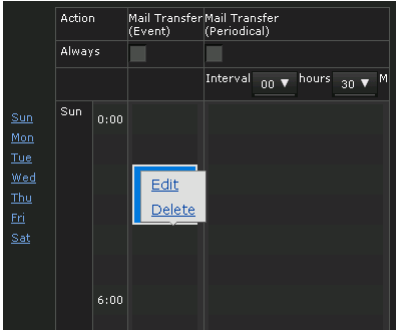 Action
Mail Transfer
(Event)
Mail Transfer
(Periodical)
Always
Interval 00 ▼ hours 30 ▼ M
Sun
Mon
Tue
Wed
Thu
Fri
Sat
Sun
0:00
Edit
Delete
6:00